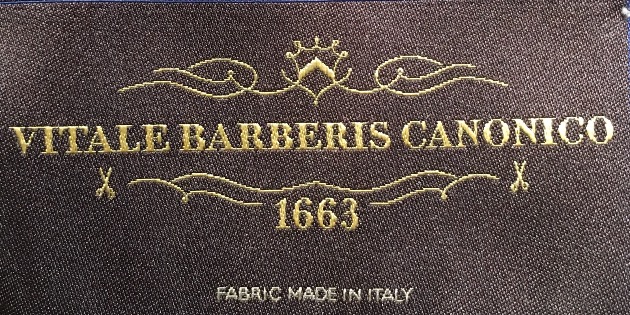 VITALE BARBERIS CANONICO
1663
FABRIC MADE IN ITALY